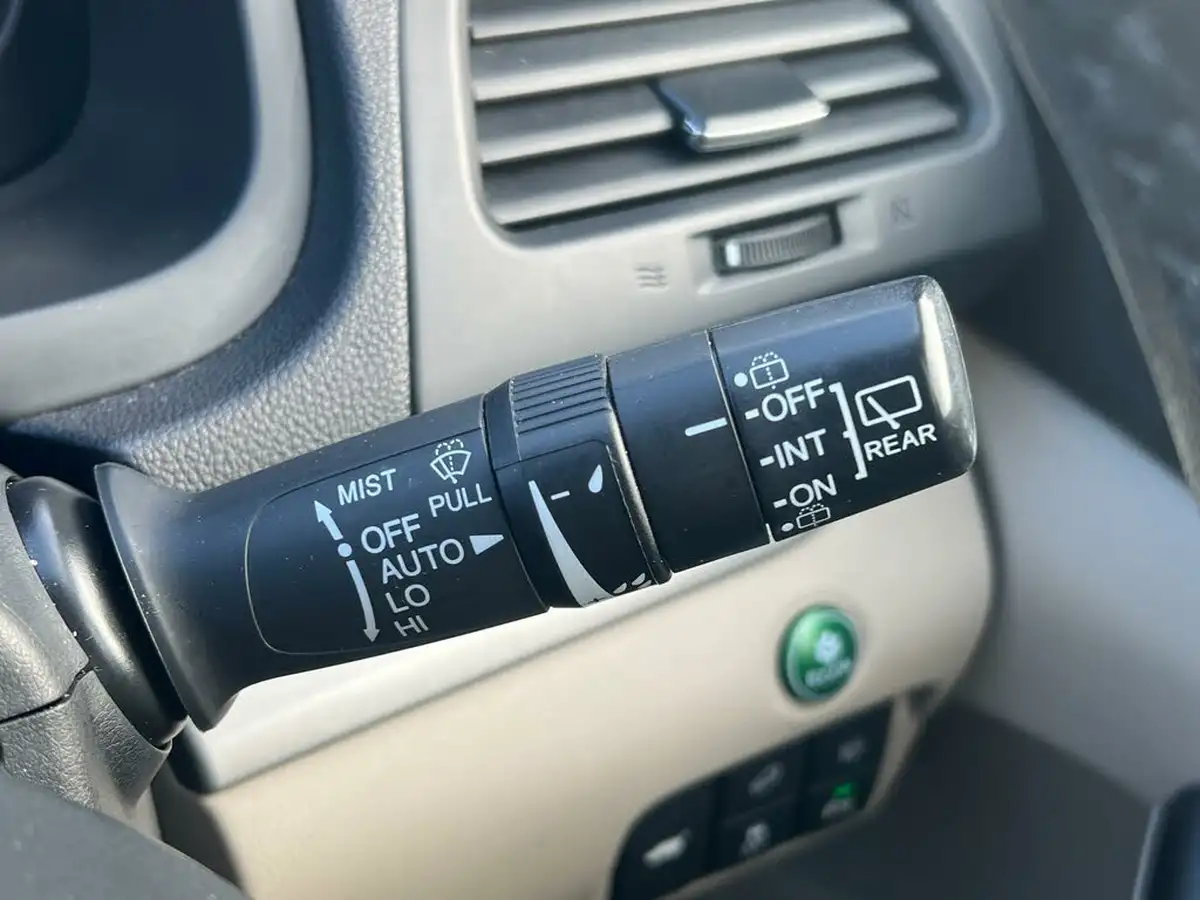 MIST
PULL
OFF
AUTO
LO
HI
OFF
INT
ON
REAR